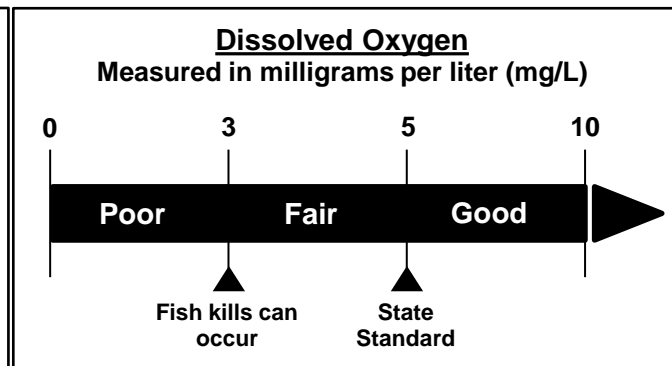 Dissolved Oxygen
Measured in milligrams per liter (mg/L)
0 3 5 10
Poor Fair Good
Fish kills can occur
State Standard